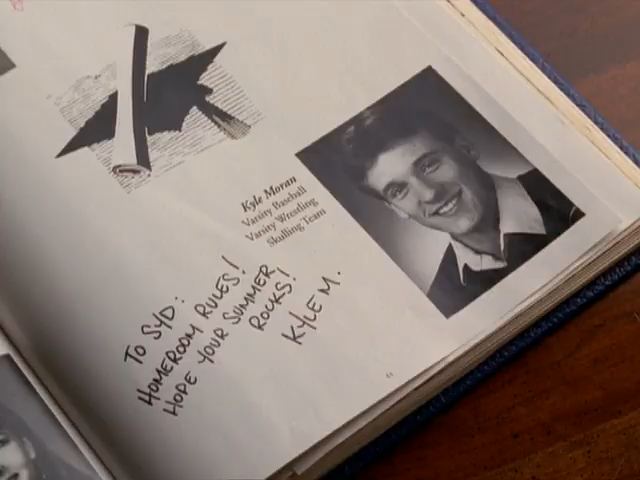 Kyle Moran
Varsity Baseball
Varsity Wrestling
Skulling Team
TO SYD:
HOMEROOM RULES!
HOPE YOUR SUMMER
ROCKS!
KYLE M.